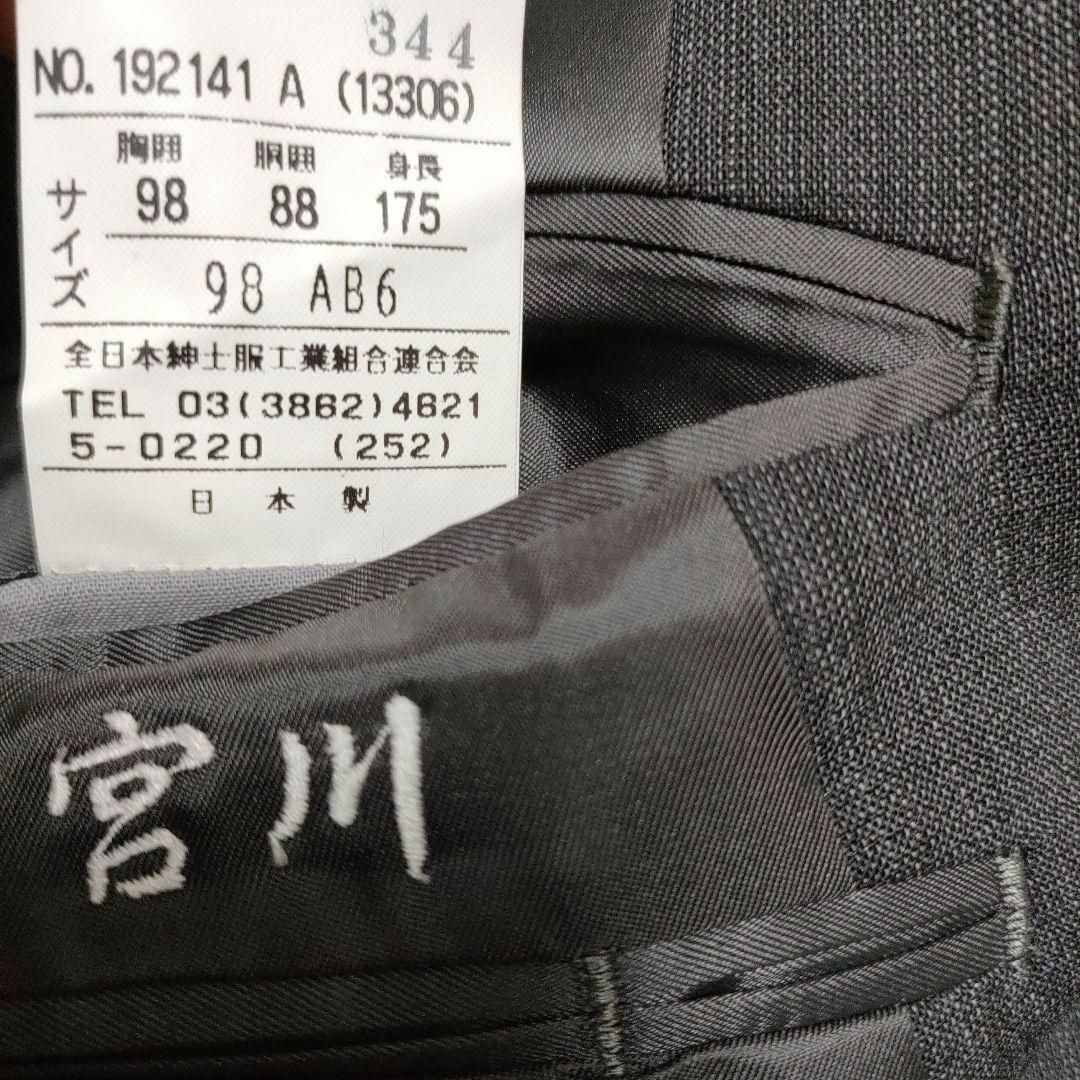 344
NO. 192141 A (13306)
胸囲 胴囲 身長
サイズ
98 88 175
98 AB6
全日本紳士服工業組合連合会
TEL 03(3862)4621
5-0220 (252)
日本製
宮川